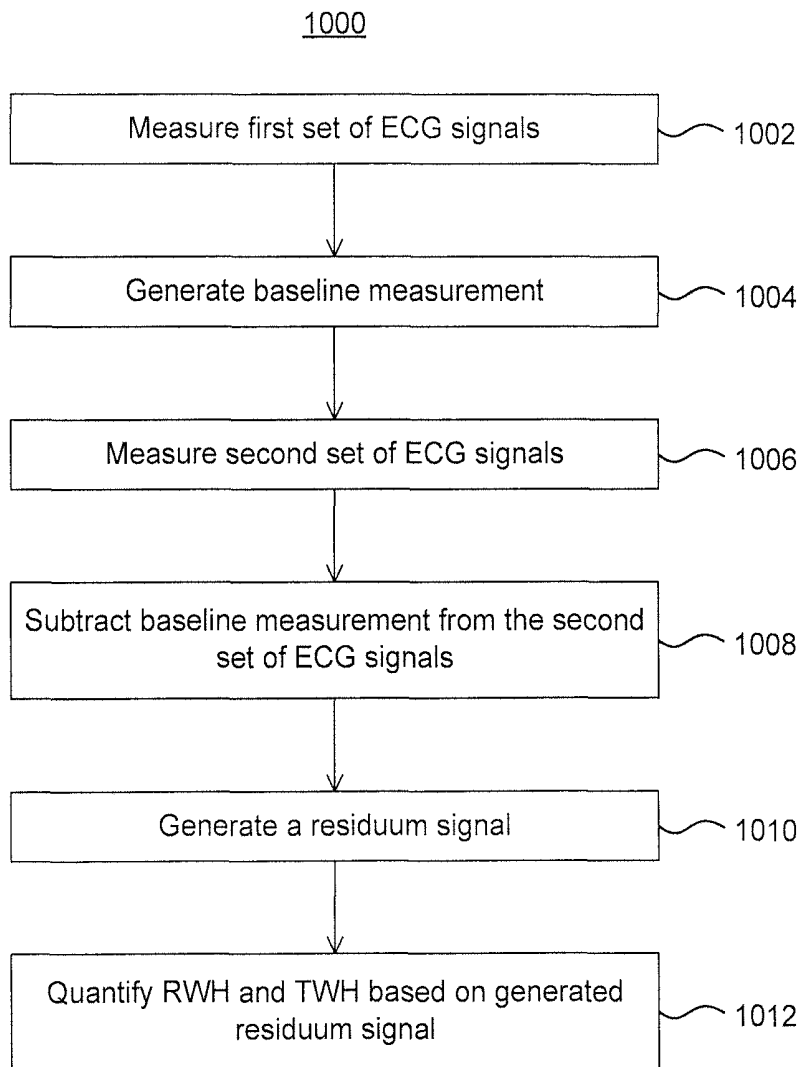 1000
Measure first set of ECG signals
1002
Generate baseline measurement
1004
Measure second set of ECG signals
1006
Subtract baseline measurement from the second
set of ECG signals
1008
Generate a residuum signal
1010
Quantify RWH and TWH based on generated
residuum signal
1012